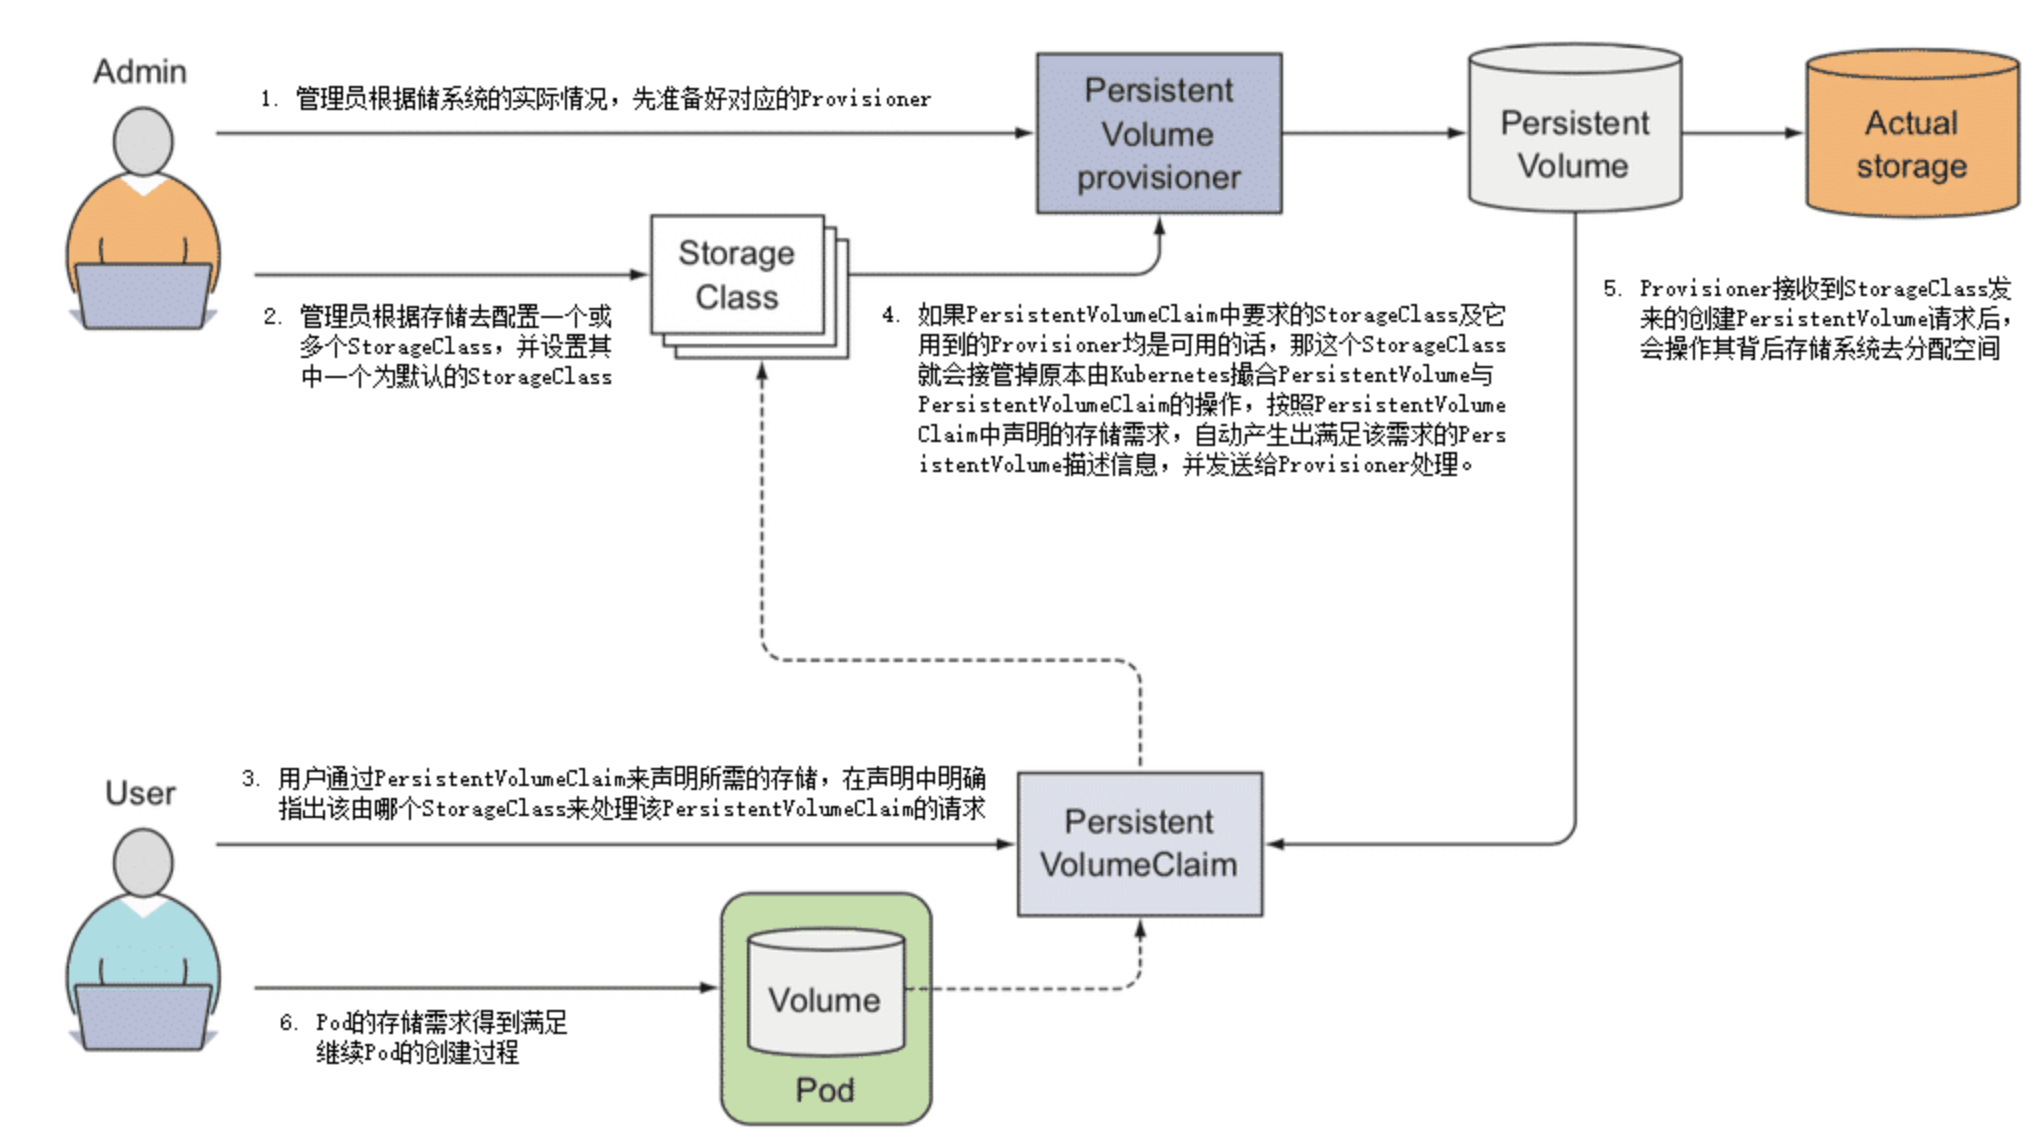 Admin
1. 管理员根据储系统的实际情况，先准备好对应的Provisioner
Persistent
Volume
provisioner
Persistent
Volume
Actual
storage
Storage
Class
2. 管理员根据存储去配置一个或
多个StorageClass，并设置其
中一个为默认的StorageClass
4. 如果PersistentVolumeClaim中要求的StorageClass及它
用到的Provisioner均是可用的话，那这个StorageClass
就会接管掉原本由Kubernetes撮合PersistentVolume与
PersistentVolumeClaim的操作，按照PersistentVolume
Claim中声明的存储需求，自动产生出满足该需求的Pers
istentVolume描述信息，并发送给Provisioner处理。
5. Provisioner接收到StorageClass发
来的创建PersistentVolume请求后，
会操作其背后存储系统去分配空间
User
3. 用户通过PersistentVolumeClaim来声明所需的存储，在声明中明确
指出该由哪个StorageClass来处理该PersistentVolumeClaim的请求
Persistent
VolumeClaim
6. Pod的存储需求得到满足
继续Pod的创建过程
Volume
Pod